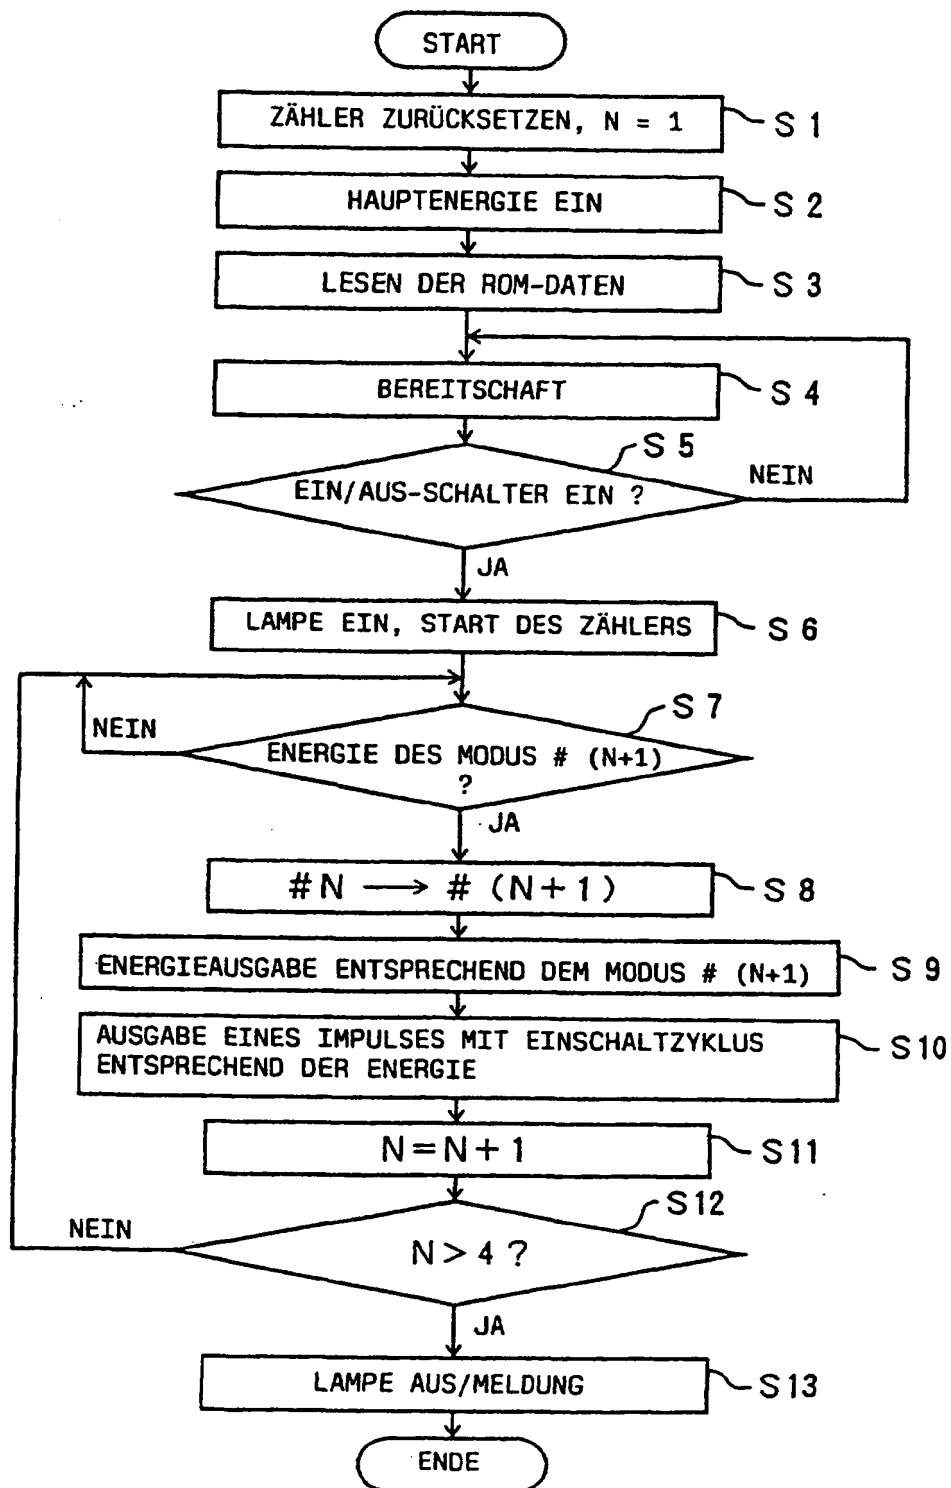 START
ZÄHLER ZURÜCKSETZEN, N = 1
S 1
HAUPTENERGIE EIN
S 2
LESEN DER ROM-DATEN
S 3
BEREITSCHAFT
S 4
S 5
EIN/AUS-SCHALTER EIN ?
NEIN
JA
LAMPE EIN, START DES ZÄHLERS
S 6
S 7
NEIN
ENERGIE DES MODUS # (N+1)
?
JA
#N → # (N+1)
S 8
ENERGIEAUSGABE ENTSPRECHEND DEM MODUS # (N+1)
S 9
AUSGABE EINES IMPULSES MIT EINSCHALTZYKLUS
ENTSPRECHEND DER ENERGIE
S10
N=N+1
S11
S12
NEIN
N>4 ?
JA
LAMPE AUS/MELDUNG
S13
ENDE